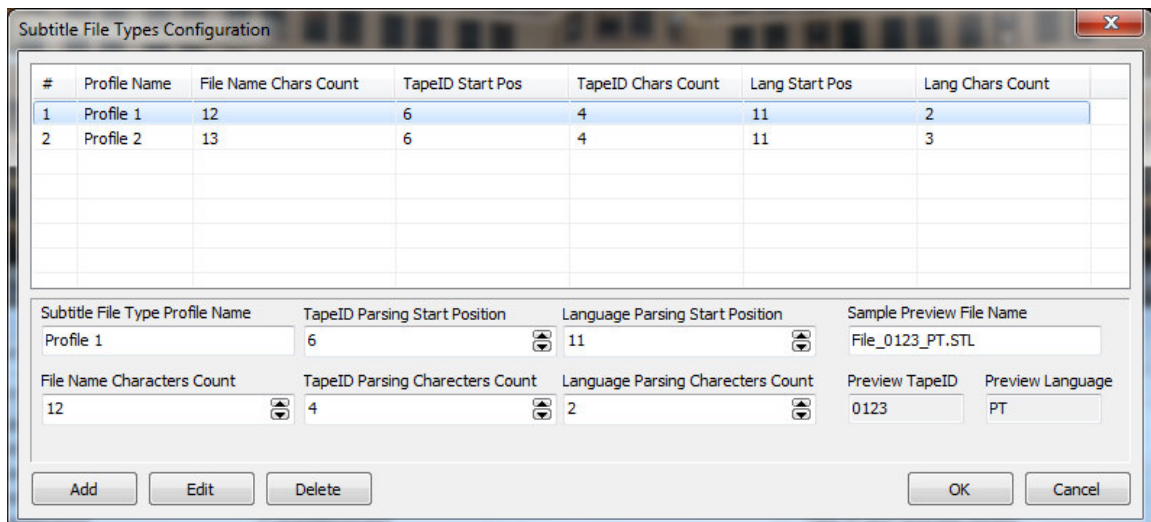 Subtitle File Types Configuration
# Profile Name File Name Chars Count TapeID Start Pos TapeID Chars Count Lang Start Pos Lang Chars Count
1 Profile 1 12 6 4 11 2
2 Profile 2 13 6 4 11 3
Subtitle File Type Profile Name TapeID Parsing Start Position Language Parsing Start Position Sample Preview File Name
Profile 1 6 11 File_0123_PT.STL
File Name Characters Count TapeID Parsing Charecters Count Language Parsing Charecters Count Preview TapeID Preview Language
12 4 2 0123 PT
Add Edit Delete OK Cancel